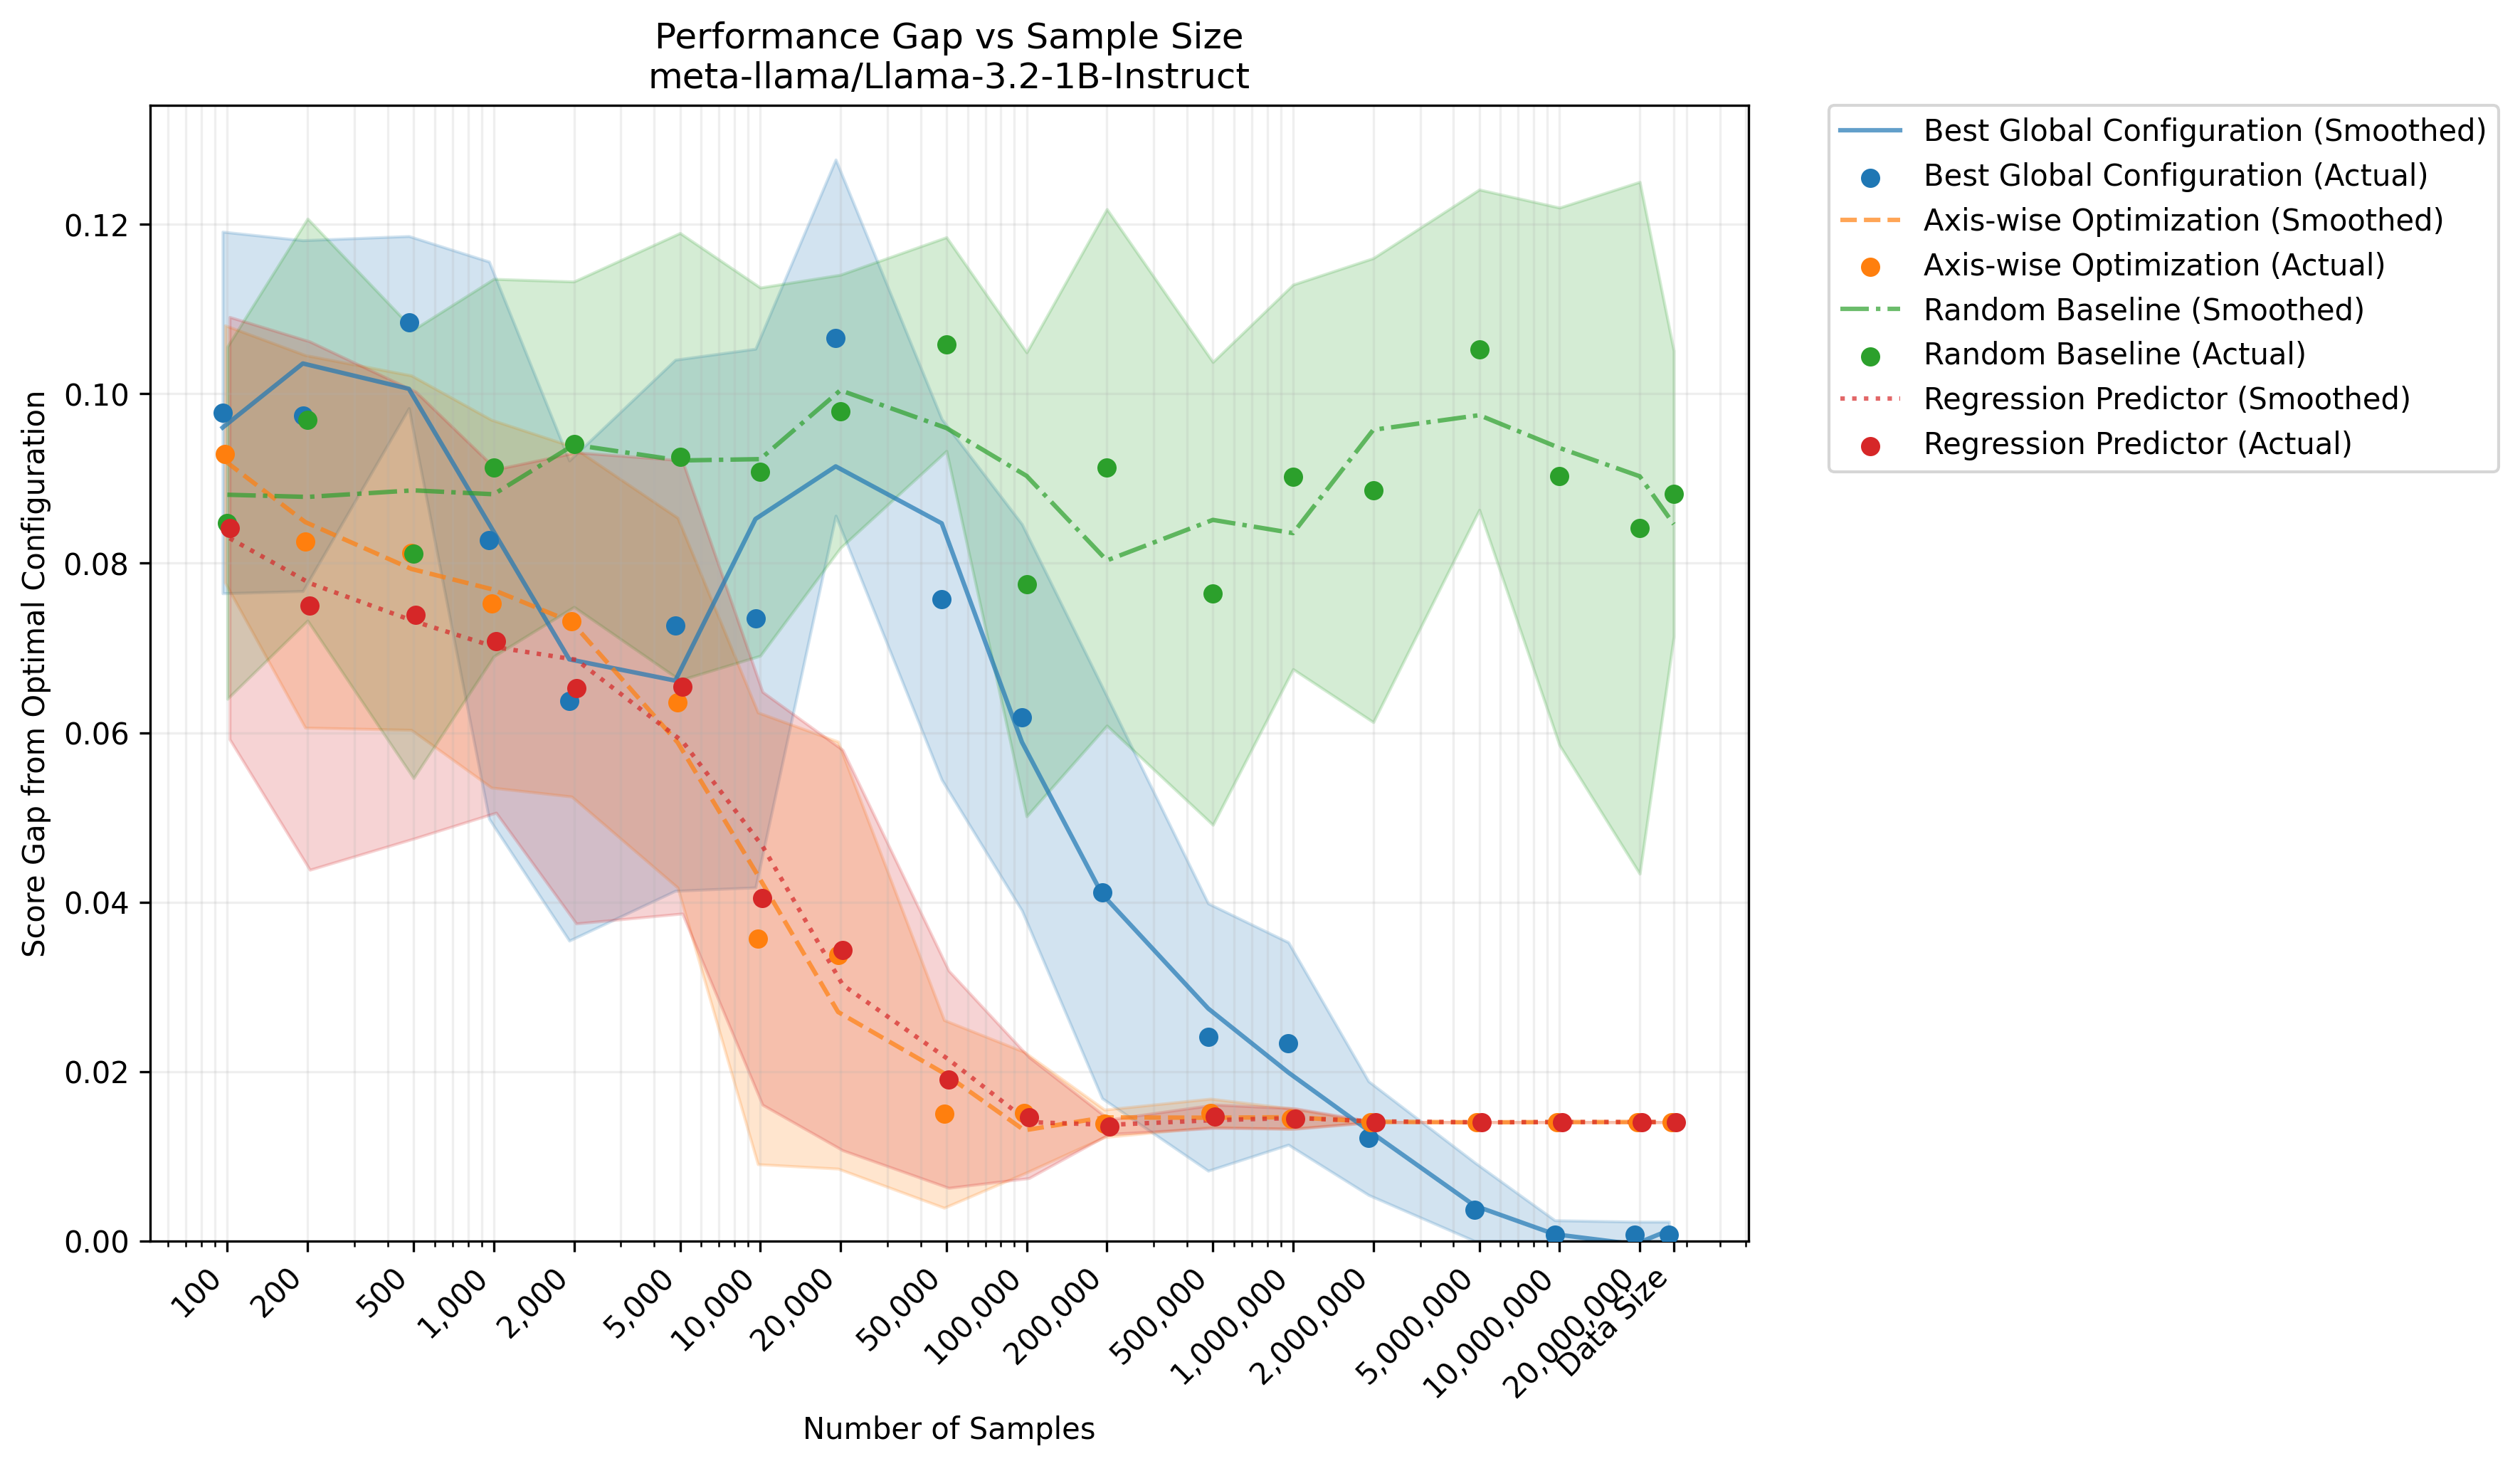 Performance Gap vs Sample Size
meta-llama/Llama-3.2-1B-Instruct
Score Gap from Optimal Configuration
0.12
0.10
0.08
0.06
0.04
0.02
0.00
100
200
500
1,000
2,000
5,000
10,000
20,000
50,000
100,000
200,000
500,000
1,000,000
2,000,000
5,000,000
10,000,000
20,000,000
Data Size
Number of Samples
Best Global Configuration (Smoothed)
Best Global Configuration (Actual)
Axis-wise Optimization (Smoothed)
Axis-wise Optimization (Actual)
Random Baseline (Smoothed)
Random Baseline (Actual)
Regression Predictor (Smoothed)
Regression Predictor (Actual)